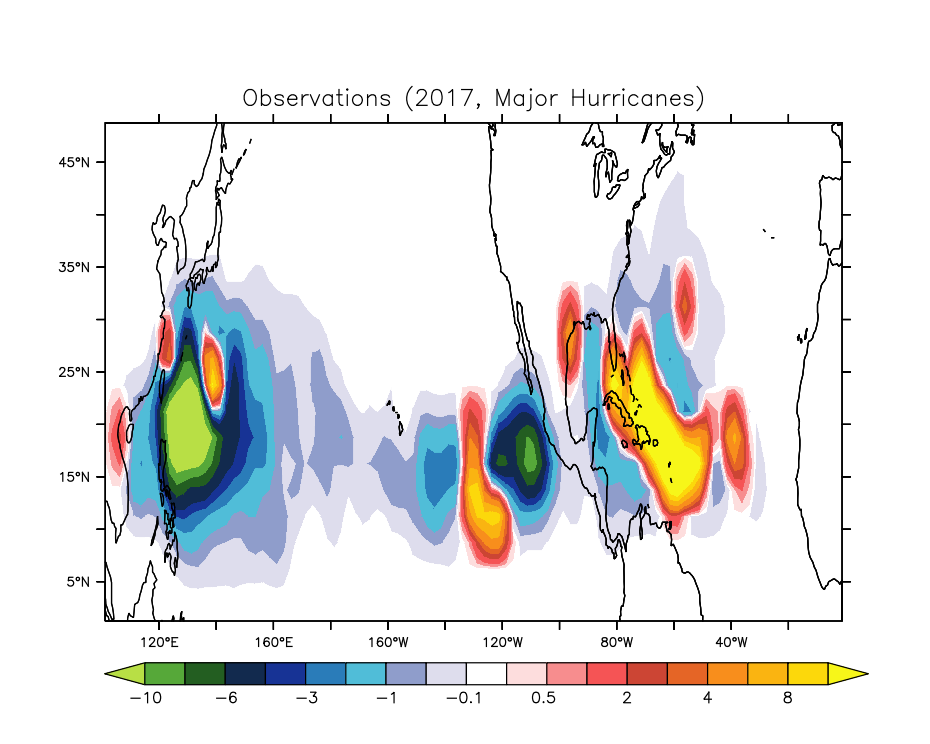 Observations (2017, Major Hurricanes)
45°N
35°N
25°N
15°N
5°N
120°E 160°E 160°W 120°W 80°W 40°W
−10 −6 −3 −1 −0.1 0.5 2 4 8